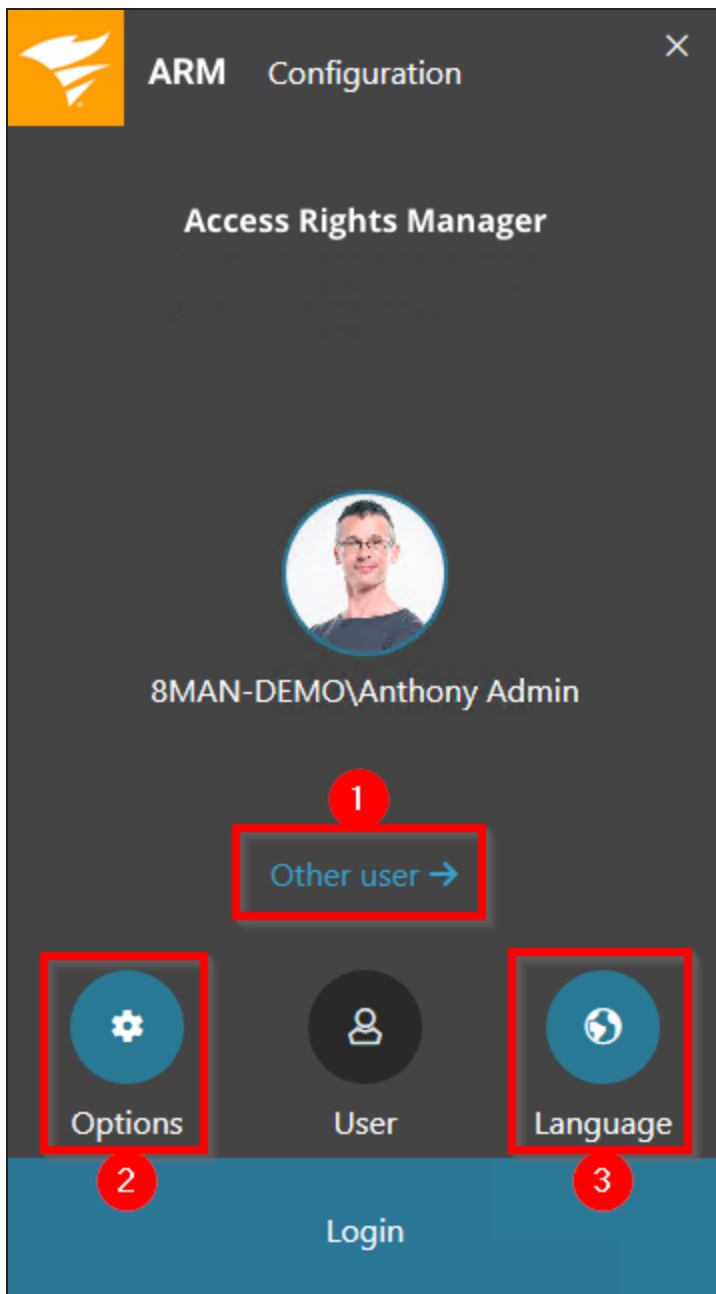 ARM Configuration
Access Rights Manager
8MAN-DEMO\Anthony Admin
1
Other user →
Options User Language
2 3
Login